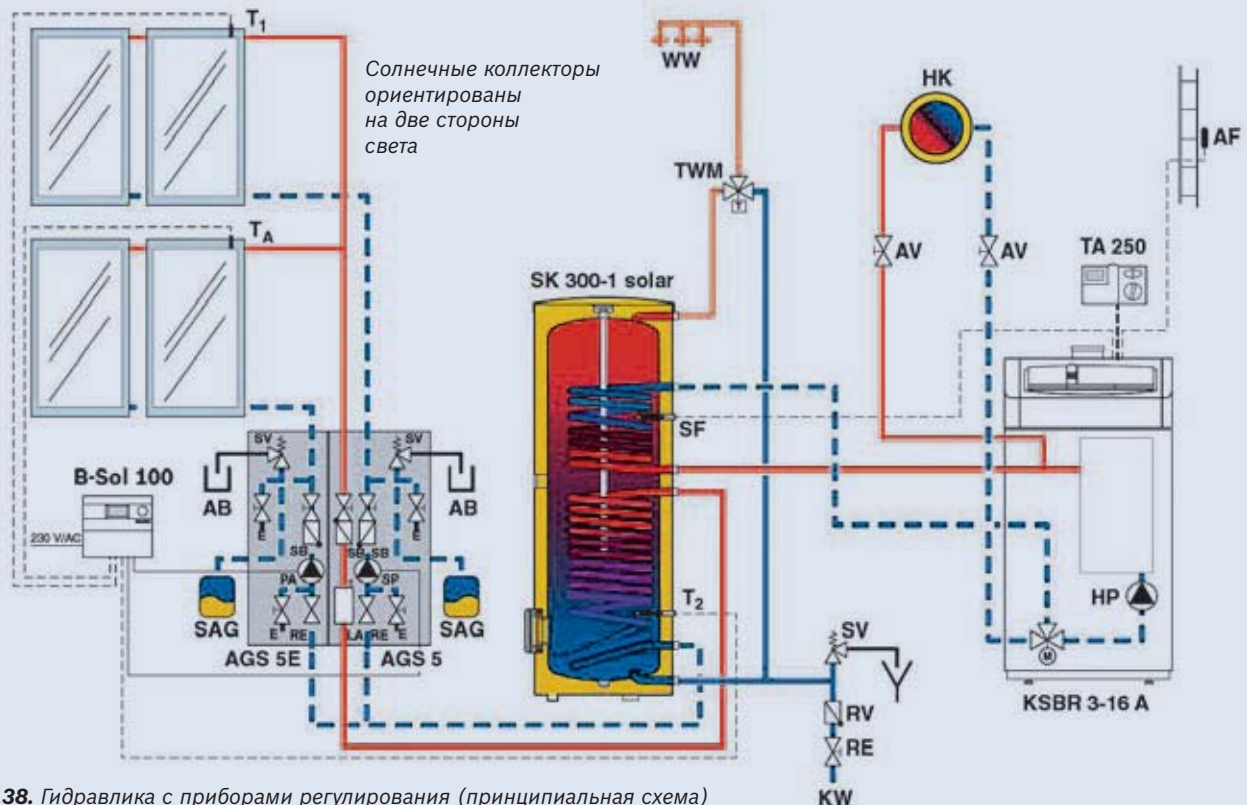 T1
Солнечные коллекторы
ориентированы
на две стороны
света
WW
HK
AF
TWM
T
TA
AV
AV
TA 250
SK 300-1 solar
SF
B-Sol 100
230 V/AC
SV
SV
AB
AB
E
E
SB
SB
SB
PA
SP
SAG
SAG
E
RE
LA
RE
E
AGS 5E
AGS 5
T2
SV
HP
M
RV
RE
KW
KSBR 3-16 A
.38. Гидравлика с приборами регулирования (принципиальная схема)